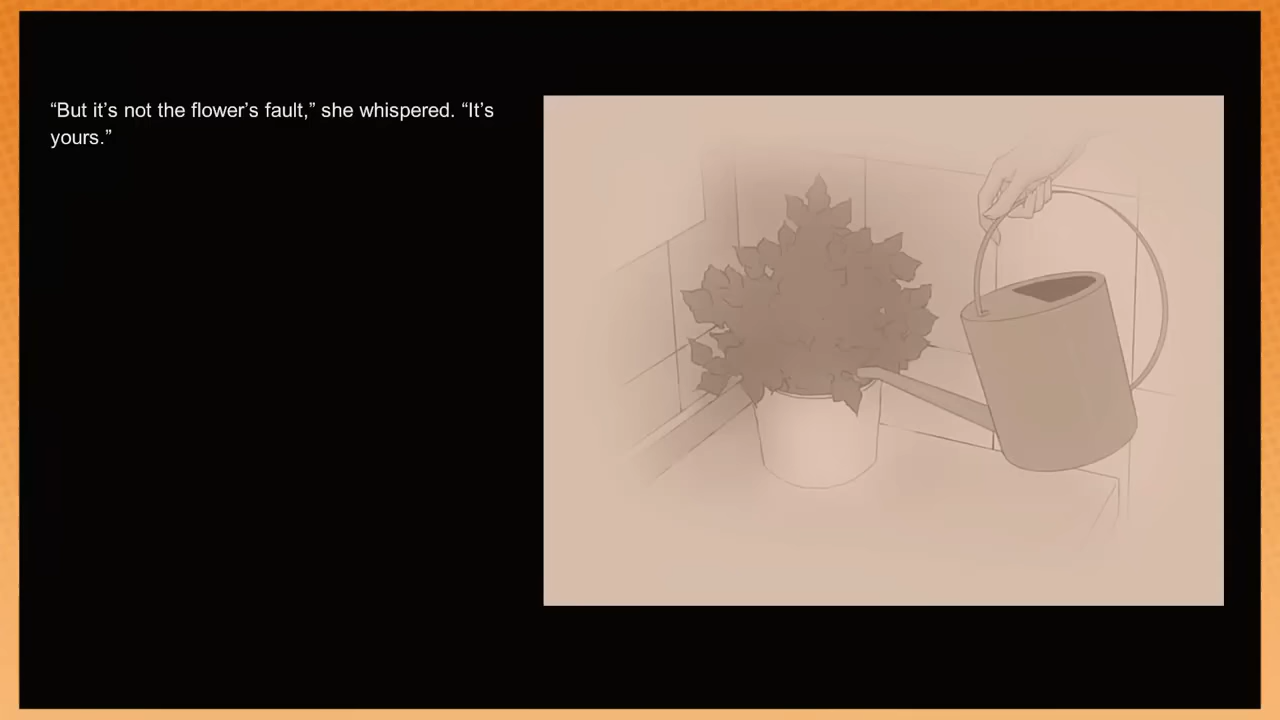 “But it’s not the flower’s fault,” she whispered. “It’s
yours.”